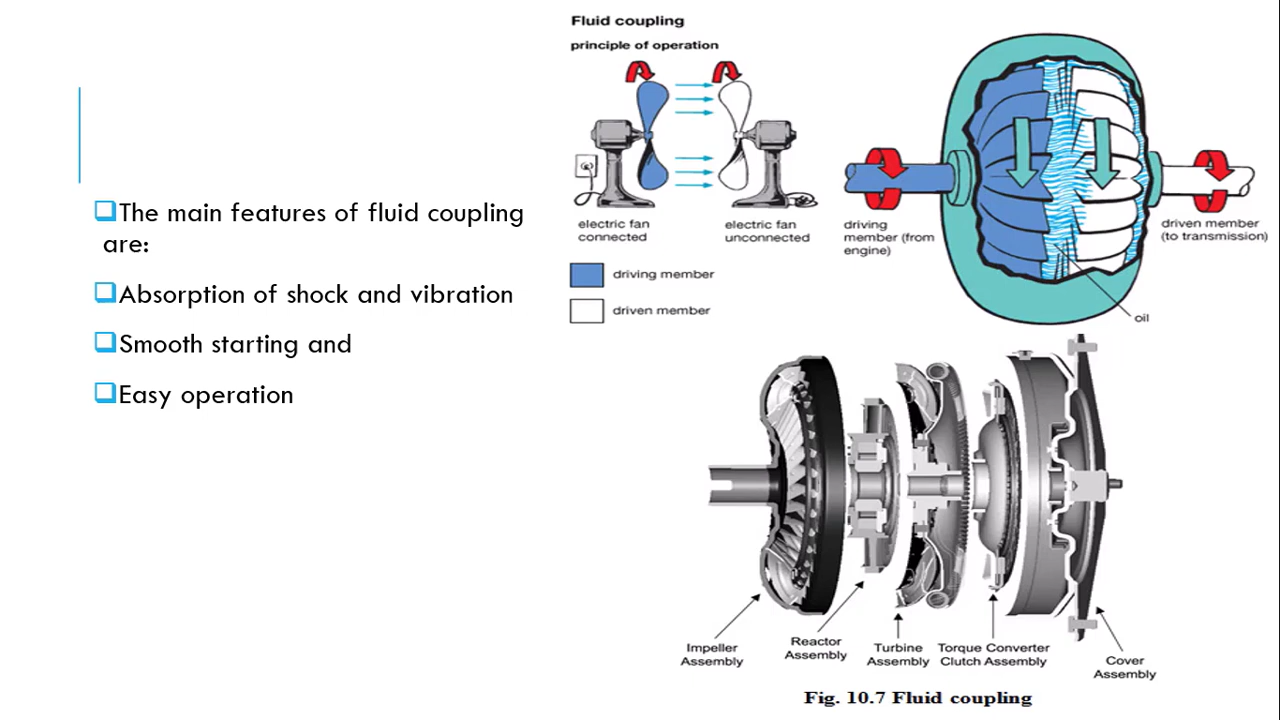 ❑The main features of fluid coupling
are:
❑Absorption of shock and vibration
❑Smooth starting and
❑Easy operation
Fluid coupling
principle of operation
electric fan
connected
electric fan
unconnected
driving member
driven member
driving
member (from
engine)
driven member
(to transmission)
oil
Impeller
Assembly
Reactor
Assembly
Turbine
Assembly
Torque Converter
Clutch Assembly
Cover
Assembly
Fig. 10.7 Fluid coupling